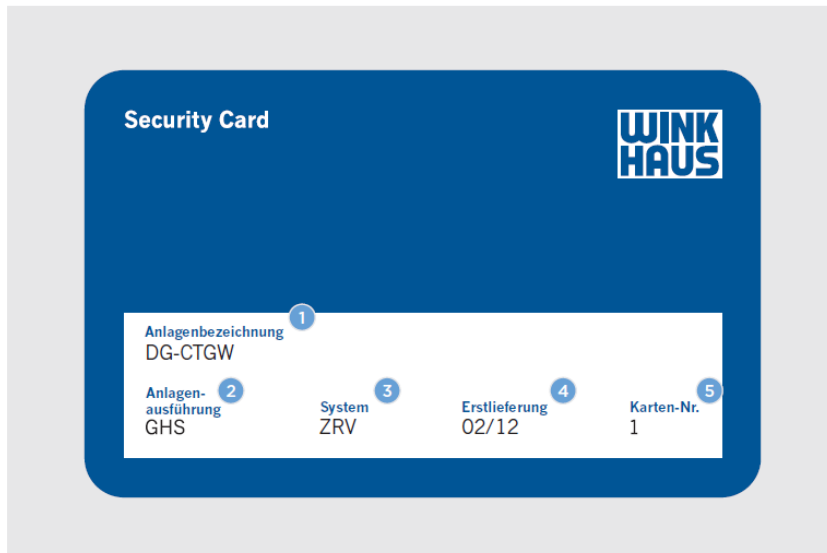 Security Card
WINK
HAUS
1
Anlagenbezeichnung
DG-CTGW
2 3 4 5
Anlagen-
ausführung System Erstlieferung Karten-Nr.
GHS ZRV 02/12 1